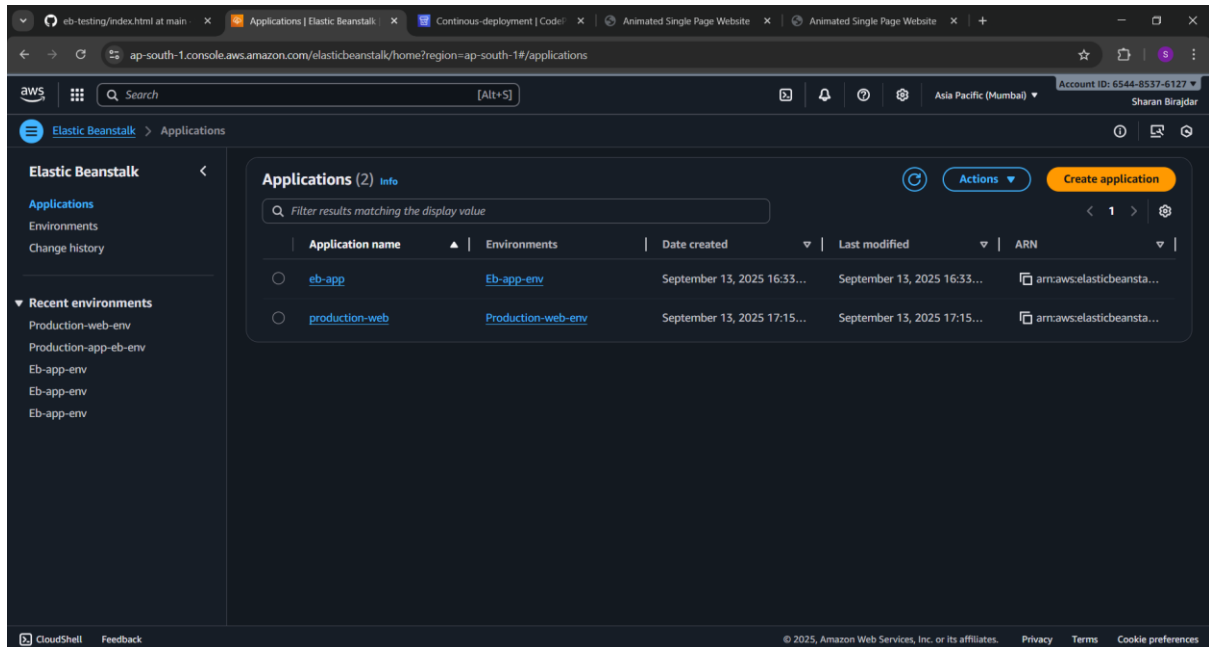 eb-testing/index.html at main
Applications | Elastic Beanstalk |
Continous-deployment | CodeP
Animated Single Page Website
Animated Single Page Website
ap-south-1.console.aws.amazon.com/elasticbeanstalk/home?region=ap-south-1#/applications
S
aws
Search
[Alt+S]
Asia Pacific (Mumbai)
Account ID: 6544-8537-6127
Sharan Birajdar
Elastic Beanstalk > Applications
Elastic Beanstalk
Applications
Environments
Change history
Recent environments
Production-web-env
Production-app-eb-env
Eb-app-env
Eb-app-env
Eb-app-env
Applications (2) Info
Actions
Create application
Filter results matching the display value
1
Application name Environments Date created Last modified ARN
eb-app Eb-app-env September 13, 2025 16:33... September 13, 2025 16:33... arn:aws:elasticbeansta...
production-web Production-web-env September 13, 2025 17:15... September 13, 2025 17:15... arn:aws:elasticbeansta...
CloudShell Feedback © 2025, Amazon Web Services, Inc. or its affiliates. Privacy Terms Cookie preferences